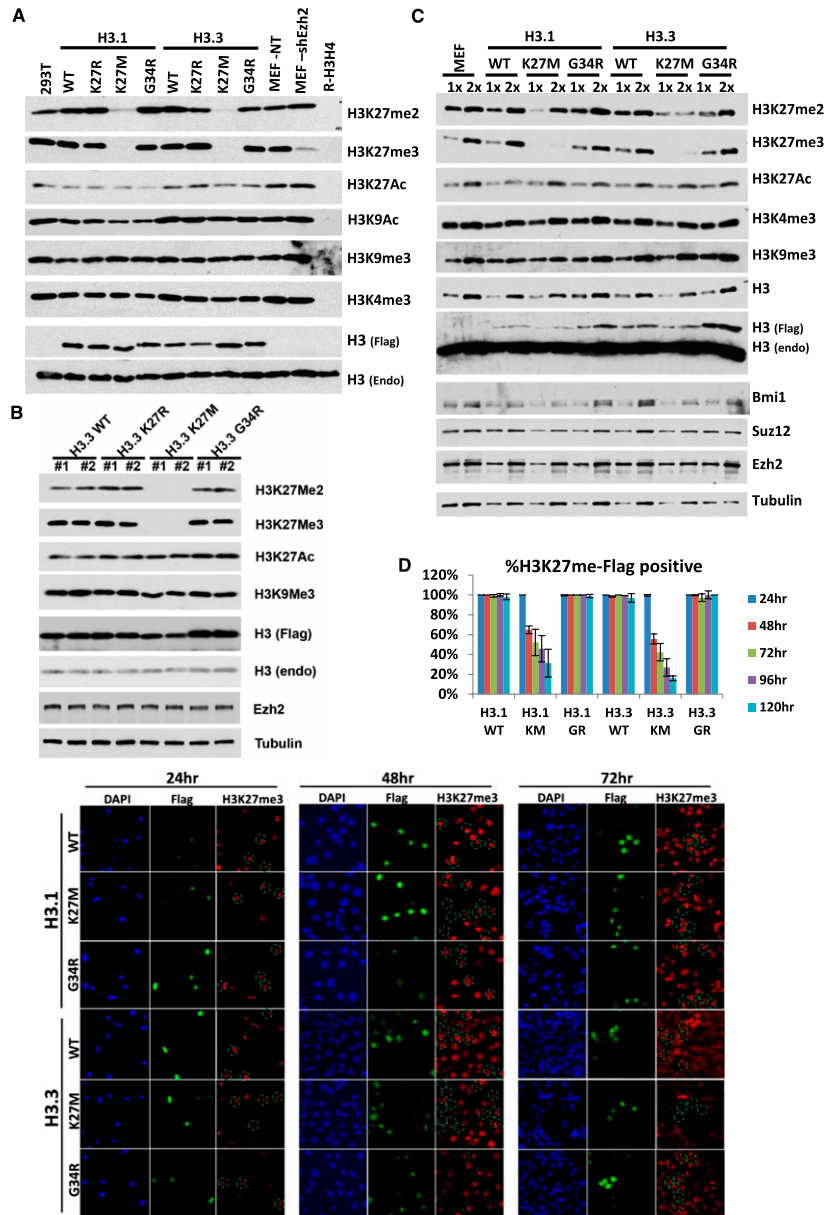 A
H3.1 H3.3
293T WT K27R K27M G34R WT K27R K27M G34R MEF -NT MEF –shEzh2 R-H3H4
H3K27me2
H3K27me3
H3K27Ac
H3K9Ac
H3K9me3
H3K4me3
H3 (Flag)
H3 (Endo)
B
H3.3 WT H3.3 K27R H3.3 K27M H3.3 G34R
#1 #2 #1 #2 #1 #2 #1 #2
H3K27Me2
H3K27Me3
H3K27Ac
H3K9Me3
H3 (Flag)
H3 (endo)
Ezh2
Tubulin
C
H3.1 H3.3
MEF WT K27M G34R WT K27M G34R
1x 2x 1x 2x 1x 2x 1x 2x 1x 2x 1x 2x 1x 2x
H3K27me2
H3K27me3
H3K27Ac
H3K4me3
H3K9me3
H3
H3 (Flag)
H3 (endo)
Bmi1
Suz12
Ezh2
Tubulin
D
%H3K27me-Flag positive
120%
100%
80%
60%
40%
20%
0%
H3.1 H3.1 H3.1 H3.3 H3.3 H3.3
WT KM GR WT KM GR
24hr
48hr
72hr
96hr
120hr
24hr 48hr 72hr
DAPI Flag H3K27me3 DAPI Flag H3K27me3 DAPI Flag H3K27me3
H3.1
WT
K27M
G34R
H3.3
WT
K27M
G34R